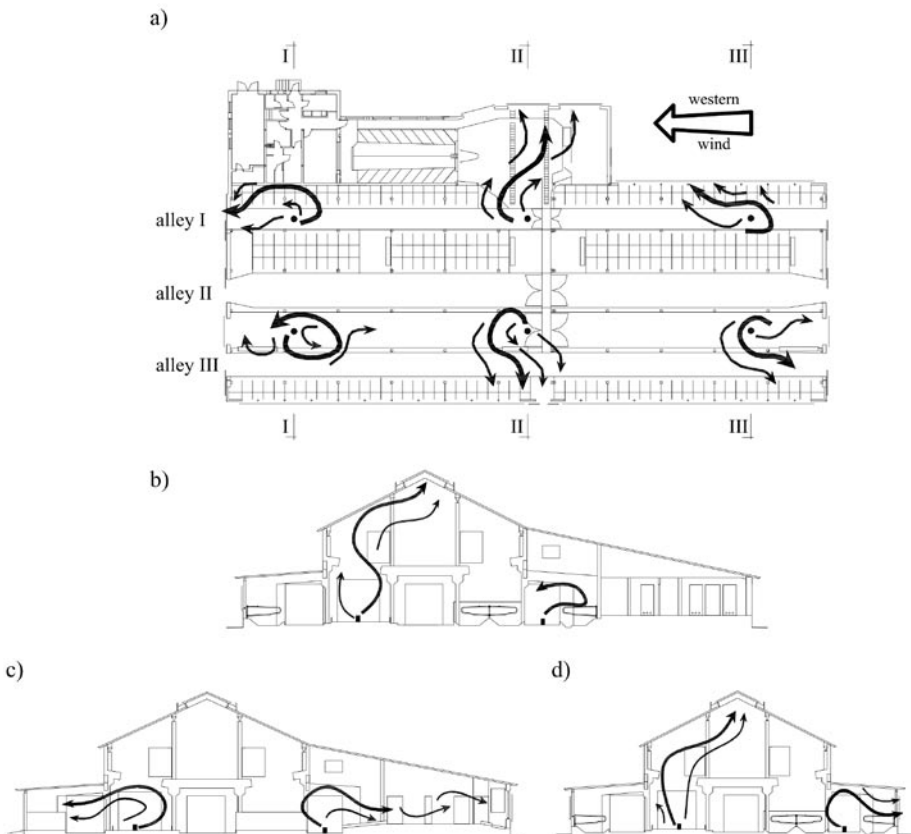 a)
I II III
western
wind
alley I
alley II
alley III
I II III
b)
c) d)